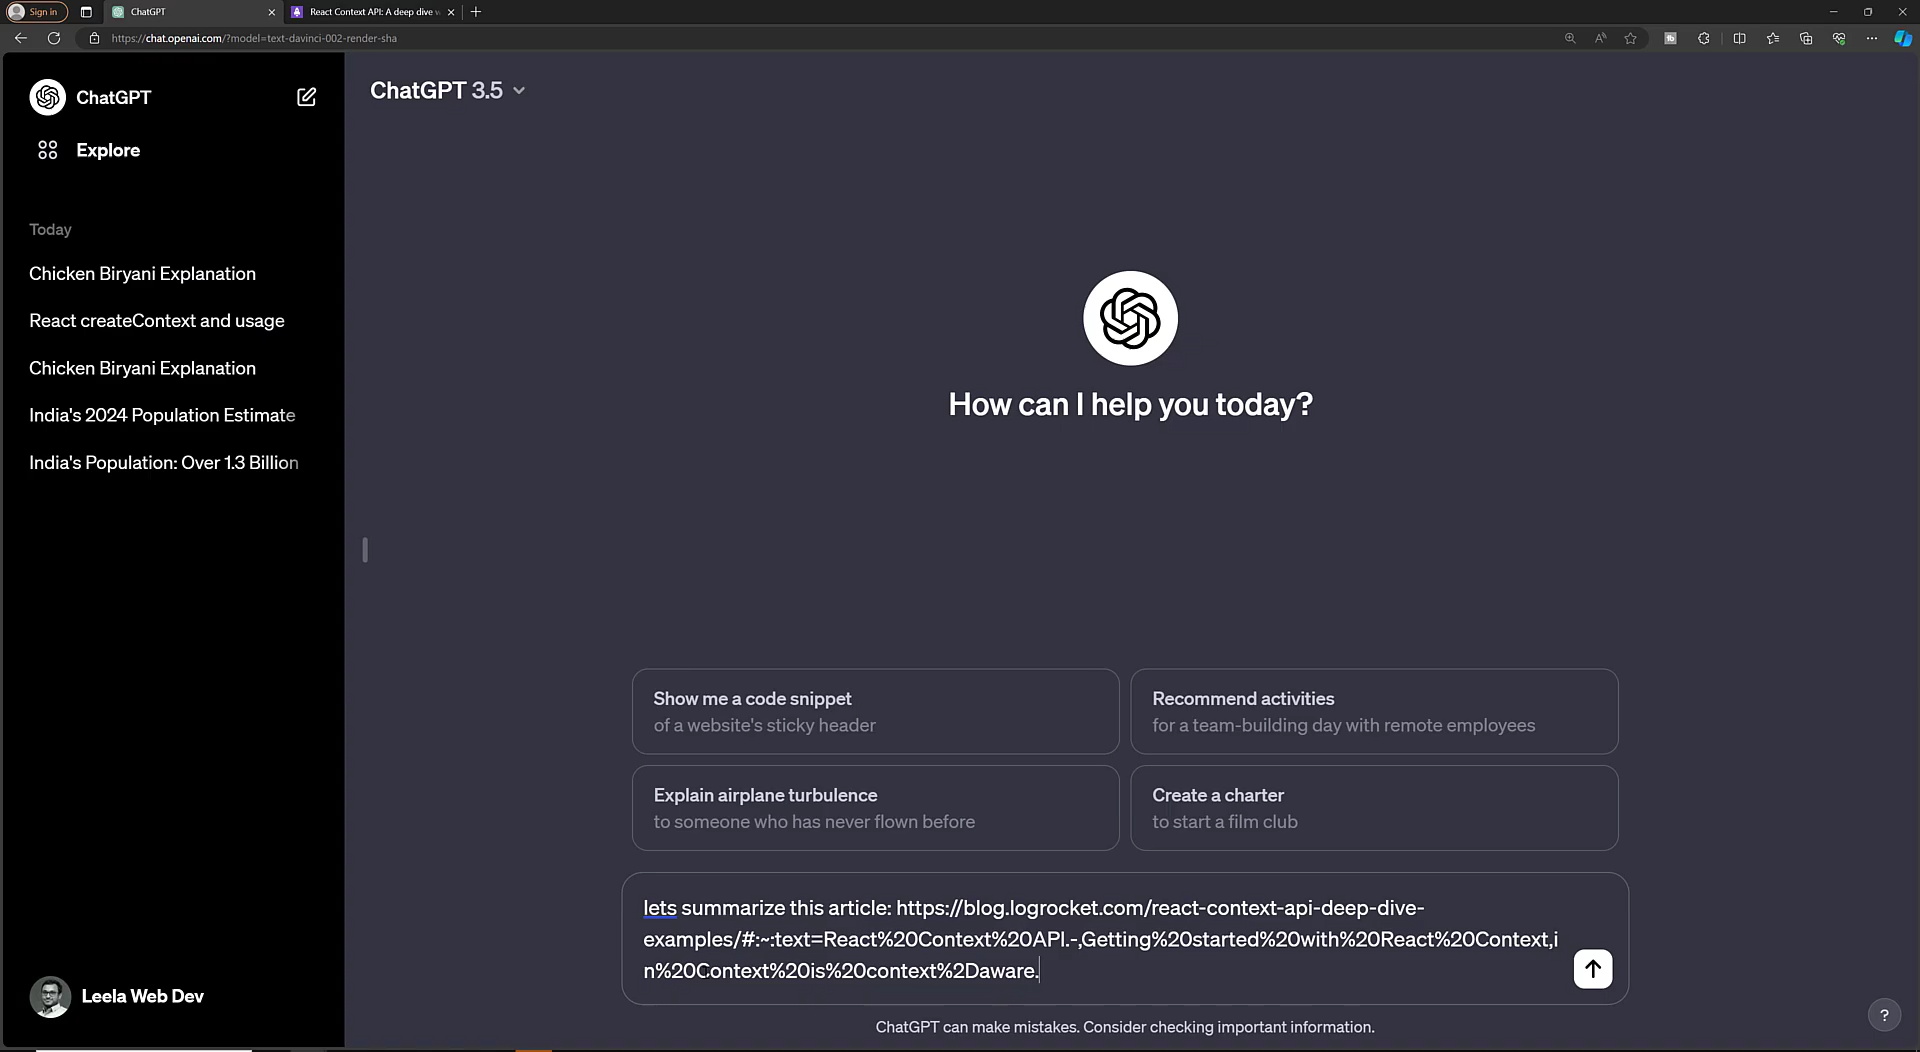 Sign in
ChatGPT
React Context API: A deep dive
https://chat.openai.com/?model=text-davinci-002-render-sha
ChatGPT
Explore
Today
Chicken Biryani Explanation
React createContext and usage
Chicken Biryani Explanation
India's 2024 Population Estimate
India's Population: Over 1.3 Billion
Leela Web Dev
ChatGPT 3.5
How can I help you today?
Show me a code snippet
of a website's sticky header
Recommend activities
for a team-building day with remote employees
Explain airplane turbulence
to someone who has never flown before
Create a charter
to start a film club
lets summarize this article: https://blog.logrocket.com/react-context-api-deep-dive-
examples/#:~:text=React%20Context%20API.-,Getting%20started%20with%20React%20Context,i
n%20Context%20is%20context%2Daware.
ChatGPT can make mistakes. Consider checking important information.
?